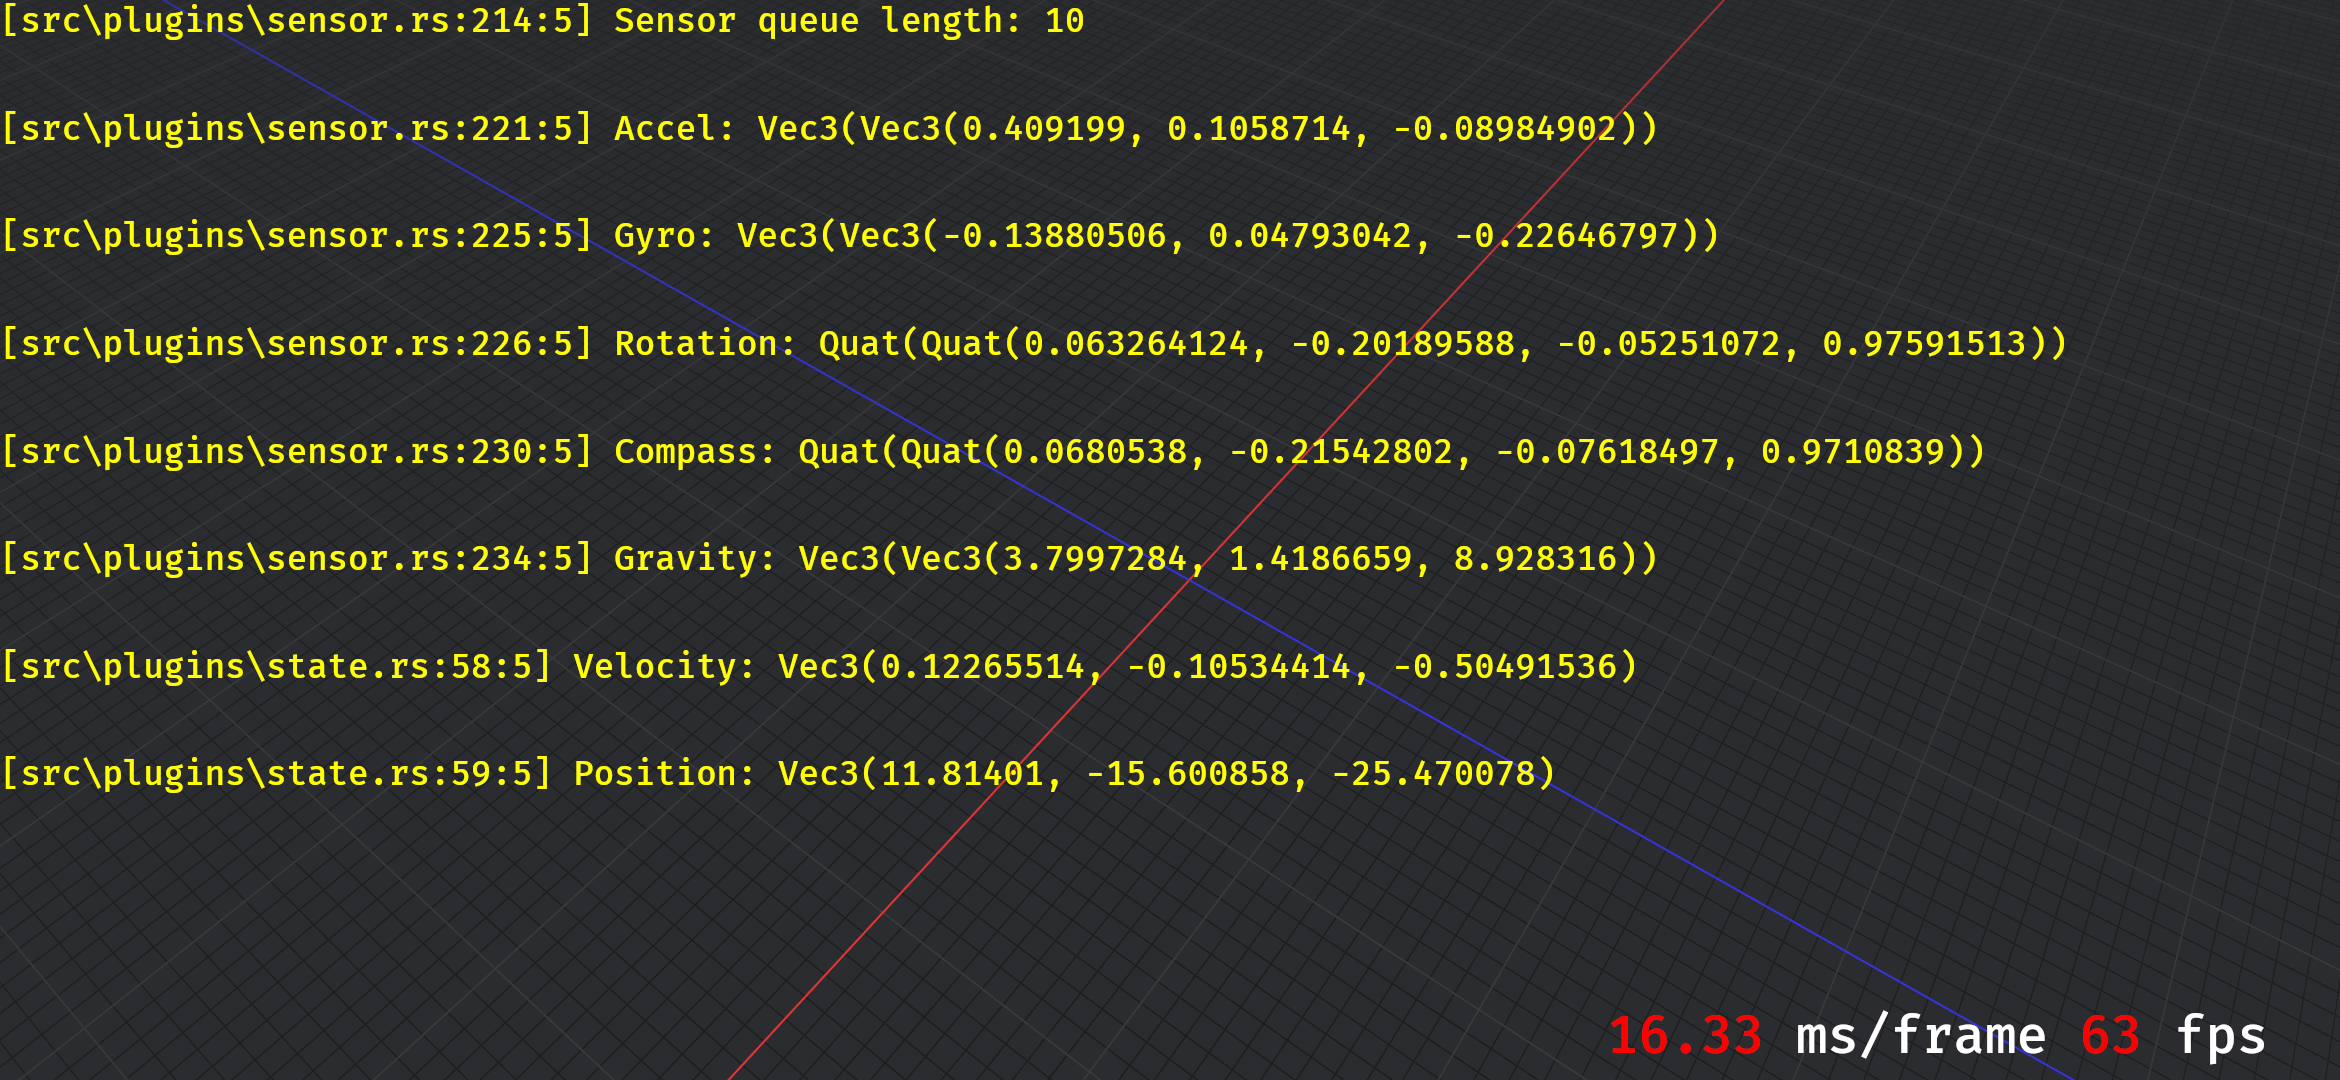 [src\plugins\sensor.rs:214:5] Sensor queue length: 10
[src\plugins\sensor.rs:221:5] Accel: Vec3(Vec3(0.409199, 0.1058714, -0.08984902))
[src\plugins\sensor.rs:225:5] Gyro: Vec3(Vec3(-0.13880506, 0.04793042, -0.22646797))
[src\plugins\sensor.rs:226:5] Rotation: Quat(Quat(0.063264124, -0.20189588, -0.05251072, 0.97591513))
[src\plugins\sensor.rs:230:5] Compass: Quat(Quat(0.0680538, -0.21542802, -0.07618497, 0.9710839))
[src\plugins\sensor.rs:234:5] Gravity: Vec3(Vec3(3.7997284, 1.4186659, 8.928316))
[src\plugins\state.rs:58:5] Velocity: Vec3(0.12265514, -0.10534414, -0.50491536)
[src\plugins\state.rs:59:5] Position: Vec3(11.81401, -15.600858, -25.470078)
16.33 ms/frame 63 fps